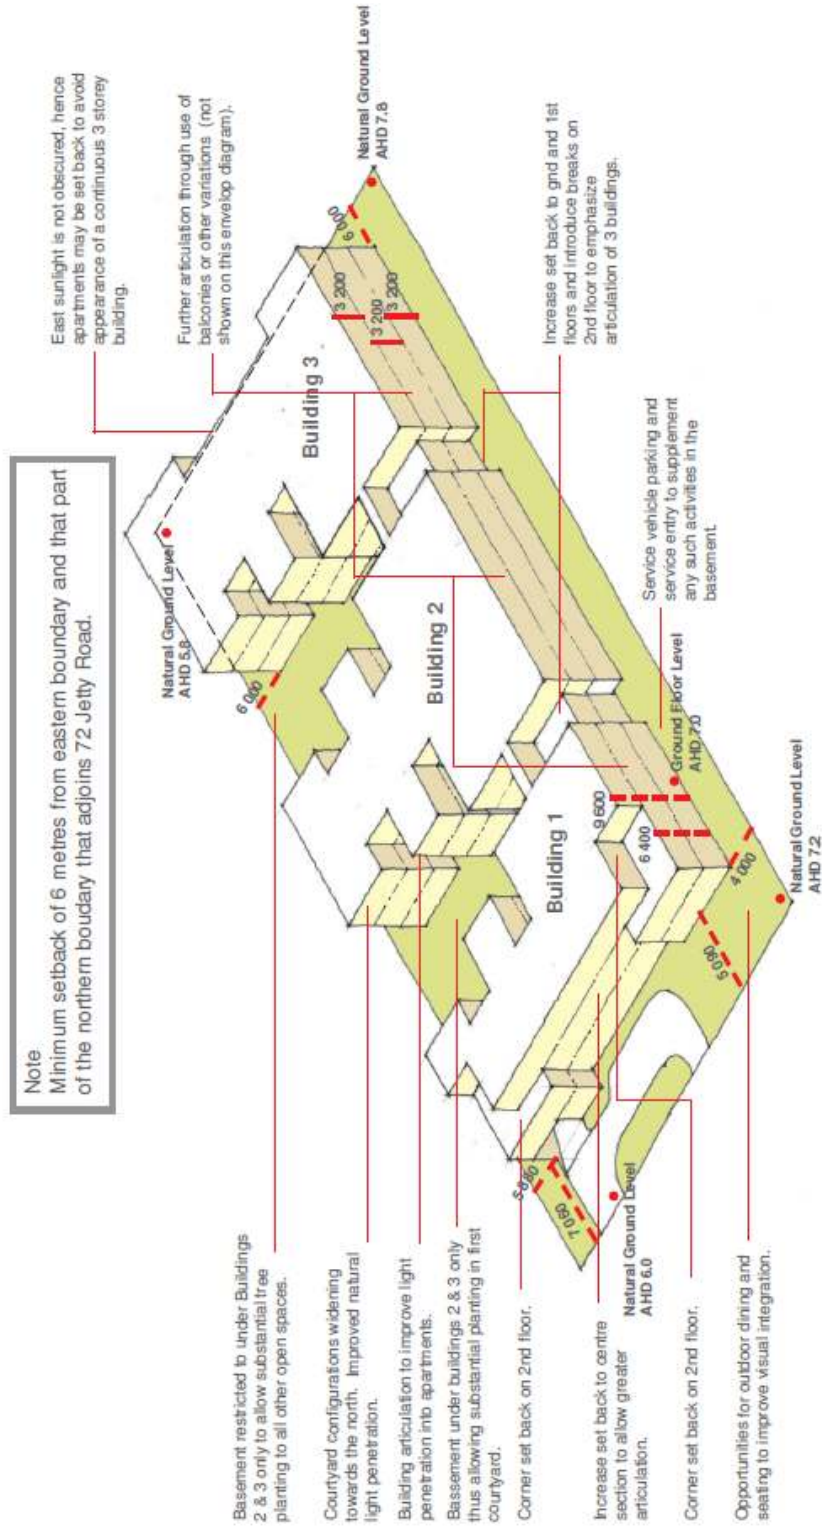 Note
Minimum setback of 6 metres from eastern boundary and that part
of the northern boudary that adjoins 72 Jetty Road.
East sunlight is not obscured, hence
apartments may be set back to avoid
appearance of a continuous 3 storey
building.
Further articulation through use of
balconies or other variations (not
shown on this envelop diagram).
Natural Ground Level
AHD 7.8
Increase set back to gnd and 1st
floors and introduce breaks on
2nd floor to emphasize
articulation of 3 buildings.
Service vehicle parking and
service entry to supplement
any such activities in the
basement.
Natural Ground Level
AHD 5.8
Building 3
Building 2
Building 1
6 000
6 000
3 200
3 200
3 200
9 600
6 400
4 000
5 090
5 880
7 060
Ground Floor Level
AHD 7.0
Natural Ground Level
AHD 7.2
Natural Ground Level
AHD 6.0
Basement restricted to under Buildings
2 & 3 only to allow substantial tree
planting to all other open spaces.
Courtyard configurations widening
towards the north. Improved natural
light penetration.
Building articulation to improve light
penetration into apartments.
Bassement under buildings 2 & 3 only
thus allowing substantial planting in first
courtyard.
Corner set back on 2nd floor.
Increase set back to centre
section to allow greater
articulation.
Corner set back on 2nd floor.
Opportunities for outdoor dining and
seating to improve visual integration.